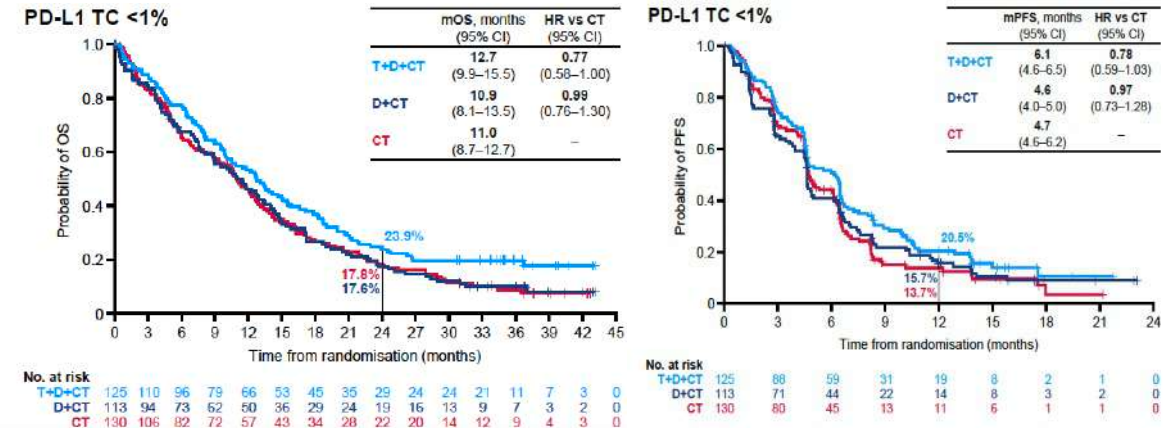 PD-L1 TC <1%
mOS, months HR vs CT
(95% CI) (95% CI)
T+D+CT 12.7 0.77
(9.9–15.5) (0.58–1.00)
D+CT 10.9 0.99
(8.1–13.5) (0.76–1.30)
CT 11.0 –
(8.7–12.7)
Probability of OS
1.0
0.8
0.6
0.4
0.2
0
23.9%
17.8%
17.6%
0 3 6 9 12 15 18 21 24 27 30 33 36 39 42 45
Time from randomisation (months)
No. at risk
T+D+CT 125 110 96 79 66 53 45 35 29 24 24 21 11 7 3 0
D+CT 113 94 73 62 50 36 29 24 19 16 13 9 7 3 2 0
CT 130 106 82 72 57 43 34 28 22 20 14 12 9 4 3 0
PD-L1 TC <1%
mPFS, months HR vs CT
(95% CI) (95% CI)
T+D+CT 6.1 0.78
(4.6–6.5) (0.59–1.03)
D+CT 4.6 0.97
(4.0–5.0) (0.73–1.28)
CT 4.7 –
(4.6–6.2)
Probability of PFS
1.0
0.8
0.6
0.4
0.2
0
20.5%
15.7%
13.7%
0 3 6 9 12 15 18 21 24
Time from randomisation (months)
No. at risk
T+D+CT 125 88 59 31 19 8 2 1 0
D+CT 113 71 44 22 14 8 3 2 0
CT 130 80 45 13 11 6 1 1 0